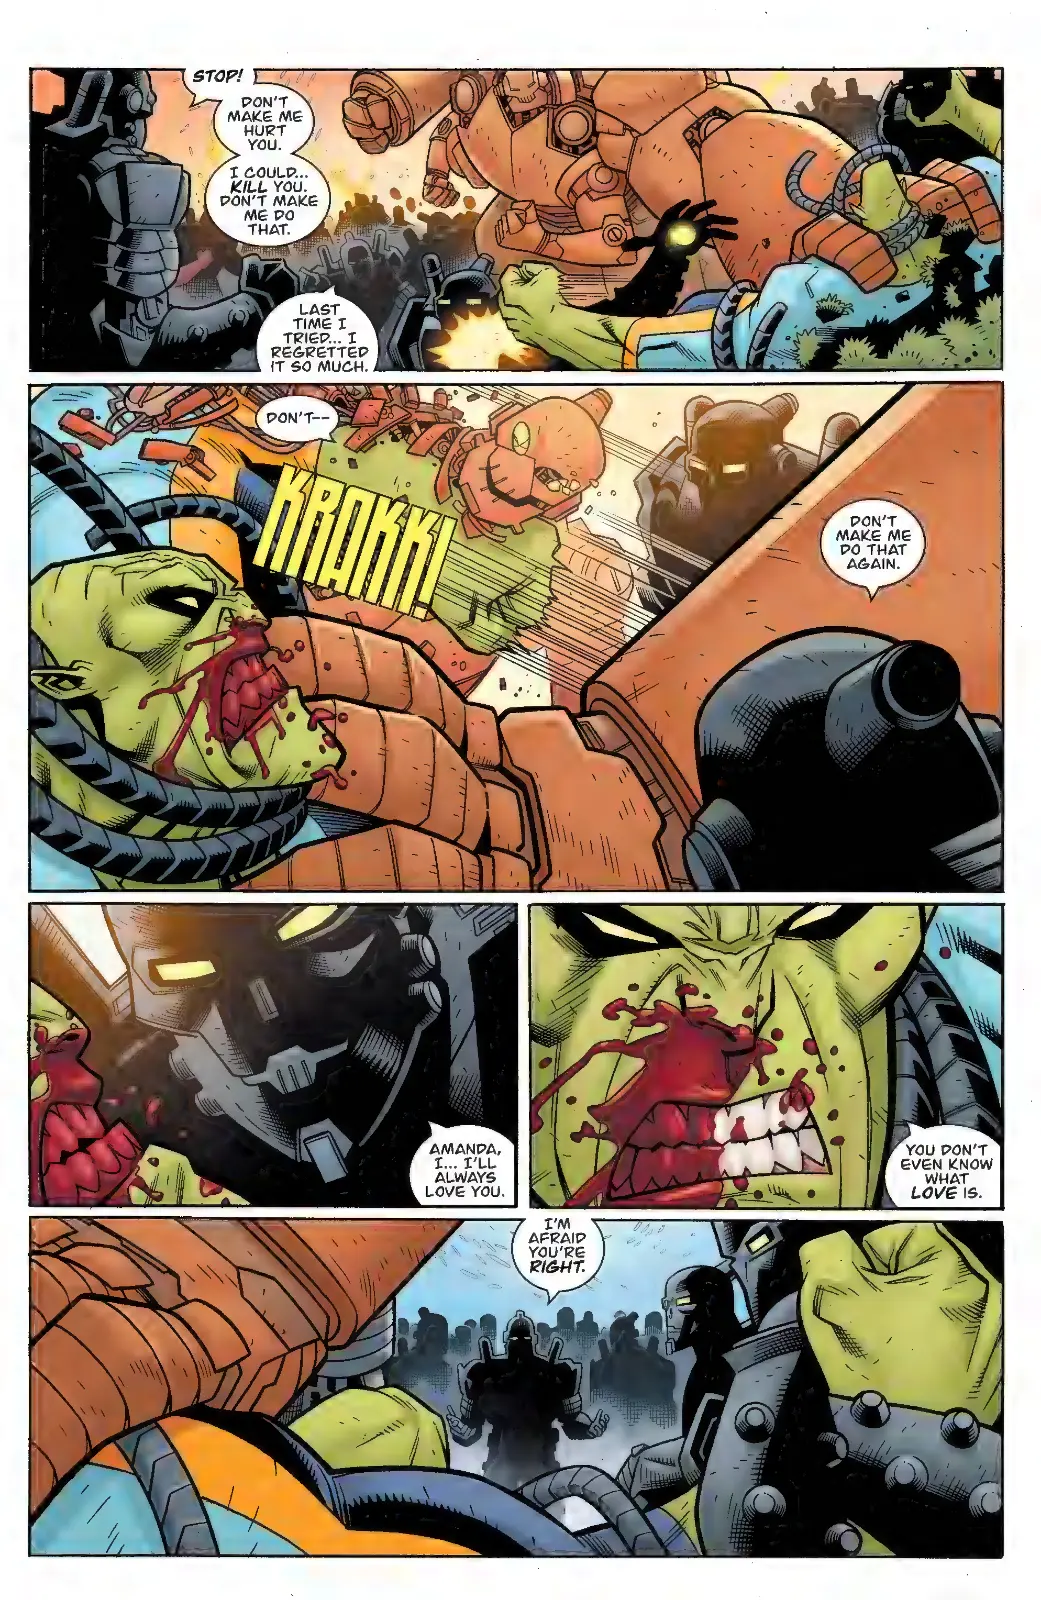 STOP!
DON'T
MAKE ME
HURT
YOU.
I COULD...
KILL YOU.
DON'T MAKE
ME DO
THAT.
LAST
TIME I
TRIED... I
REGRETTED
IT SO MUCH.
DON'T--
KRAKK!
DON'T
MAKE ME
DO THAT
AGAIN.
AMANDA,
I... I'LL
ALWAYS
LOVE YOU.
YOU DON'T
EVEN KNOW
WHAT
LOVE IS.
I'M
AFRAID
YOU'RE
RIGHT.